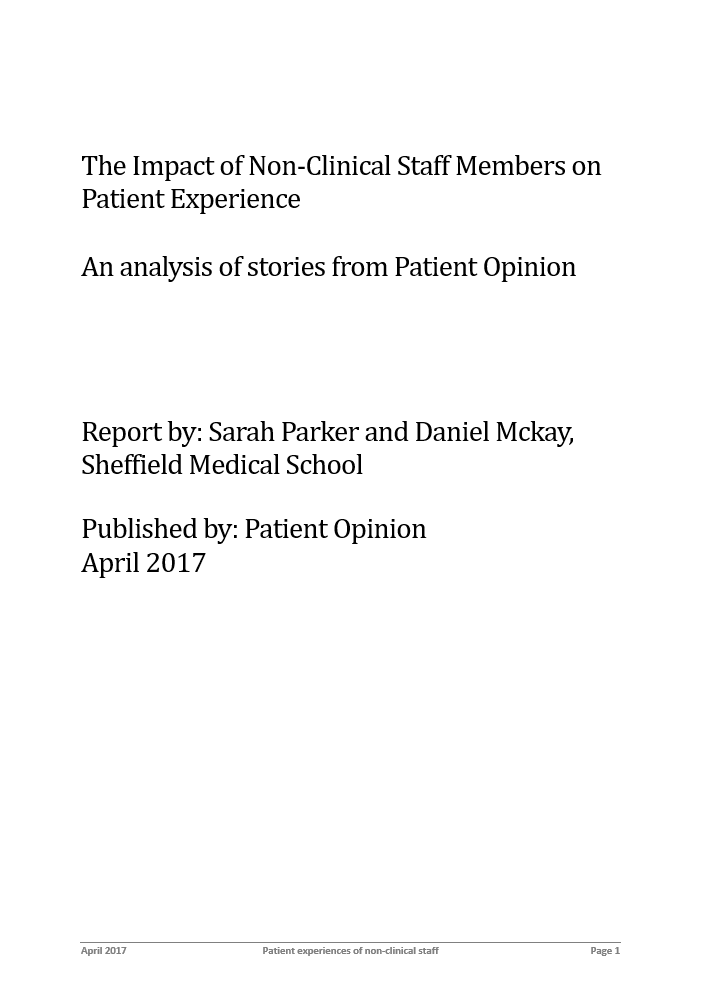 The Impact of Non-Clinical Staff Members on
Patient Experience
An analysis of stories from Patient Opinion
Report by: Sarah Parker and Daniel Mckay,
Sheffield Medical School
Published by: Patient Opinion
April 2017
April 2017 Patient experiences of non-clinical staff Page 1